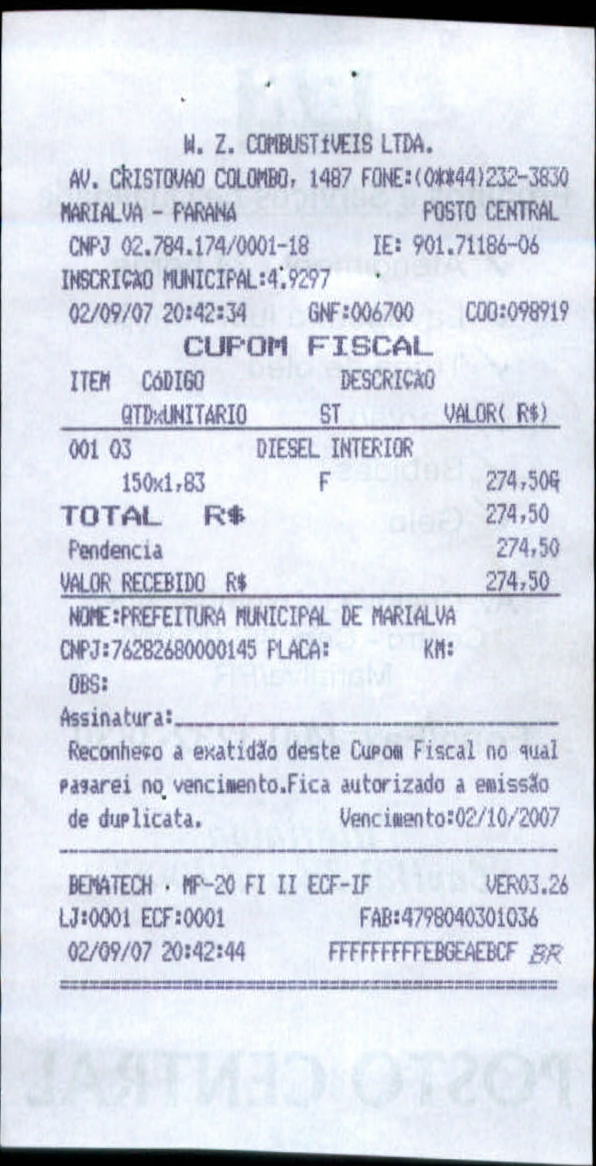 W. Z. COMBUSTíVEIS LTDA.
AV. CRISTOVAO COLOMBO, 1487 FONE:(0**44)232-3830
MARIALVA - PARANA POSTO CENTRAL
CNPJ 02.784.174/0001-18 IE: 901.71186-06
INSCRIÇAO MUNICIPAL:4.9297
02/09/07 20:42:34 GNF:006700 COO:098919
CUPOM FISCAL
ITEM CóDIGO DESCRIÇAO
QTDxUNITARIO ST VALOR( R$)
001 03 DIESEL INTERIOR
150x1,83 F 274,50G
TOTAL R$ 274,50
Pendencia 274,50
VALOR RECEBIDO R$ 274,50
NOME:PREFEITURA MUNICIPAL DE MARIALVA
CNPJ:76282680000145 PLACA: KM:
OBS:
Assinatura:
Reconheço a exatidão deste Cupom Fiscal no qual
pagarei no vencimento.Fica autorizado a emissão
de duplicata. Vencimento:02/10/2007
BEMATECH - MP-20 FI II ECF-IF VER03.26
LJ:0001 ECF:0001 FAB:4798040301036
02/09/07 20:42:44 FFFFFFFFFEBGEAEBCF BR
POSTO CENTRAL